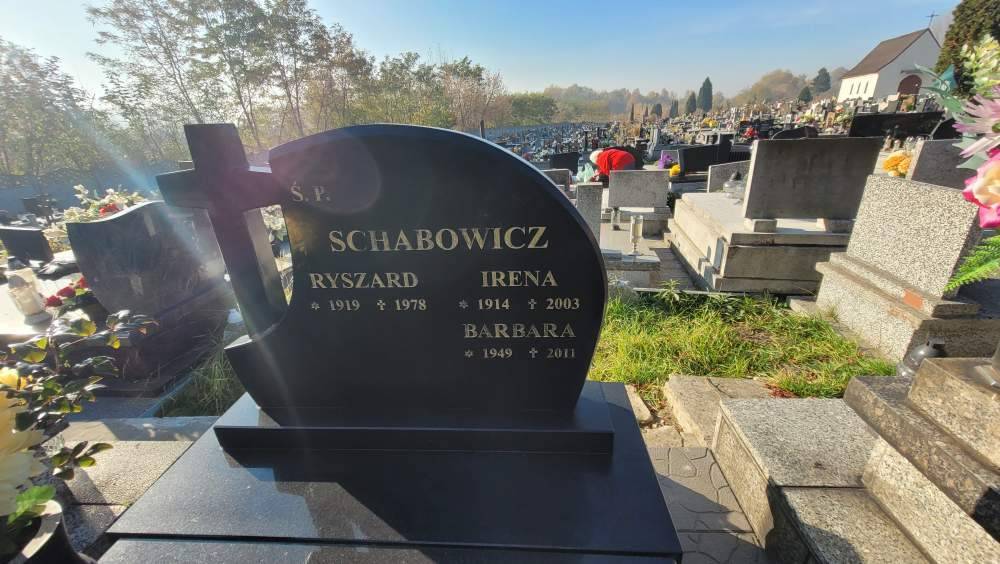 Ś. P.
SCHABOWICZ
RYSZARD IRENA
* 1919 ✝ 1978 * 1914 ✝ 2003
BARBARA
* 1949 ✝ 2011